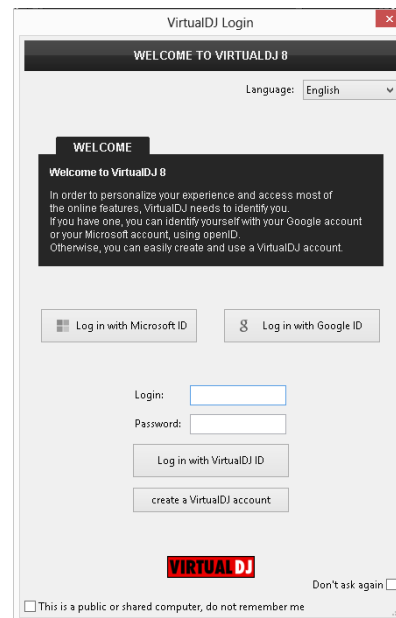 VirtualDJ Login
WELCOME TO VIRTUALDJ 8
Language: English
WELCOME
Welcome to VirtualDJ 8
In order to personalize your experience and access most of
the online features, VirtualDJ needs to identify you.
If you have one, you can identify yourself with your Google account
or your Microsoft account, using openID.
Otherwise, you can easily create and use a VirtualDJ account.
Log in with Microsoft ID
g Log in with Google ID
Login:
Password:
Log in with VirtualDJ ID
create a VirtualDJ account
VIRTUAL DJ
Don't ask again
This is a public or shared computer, do not remember me